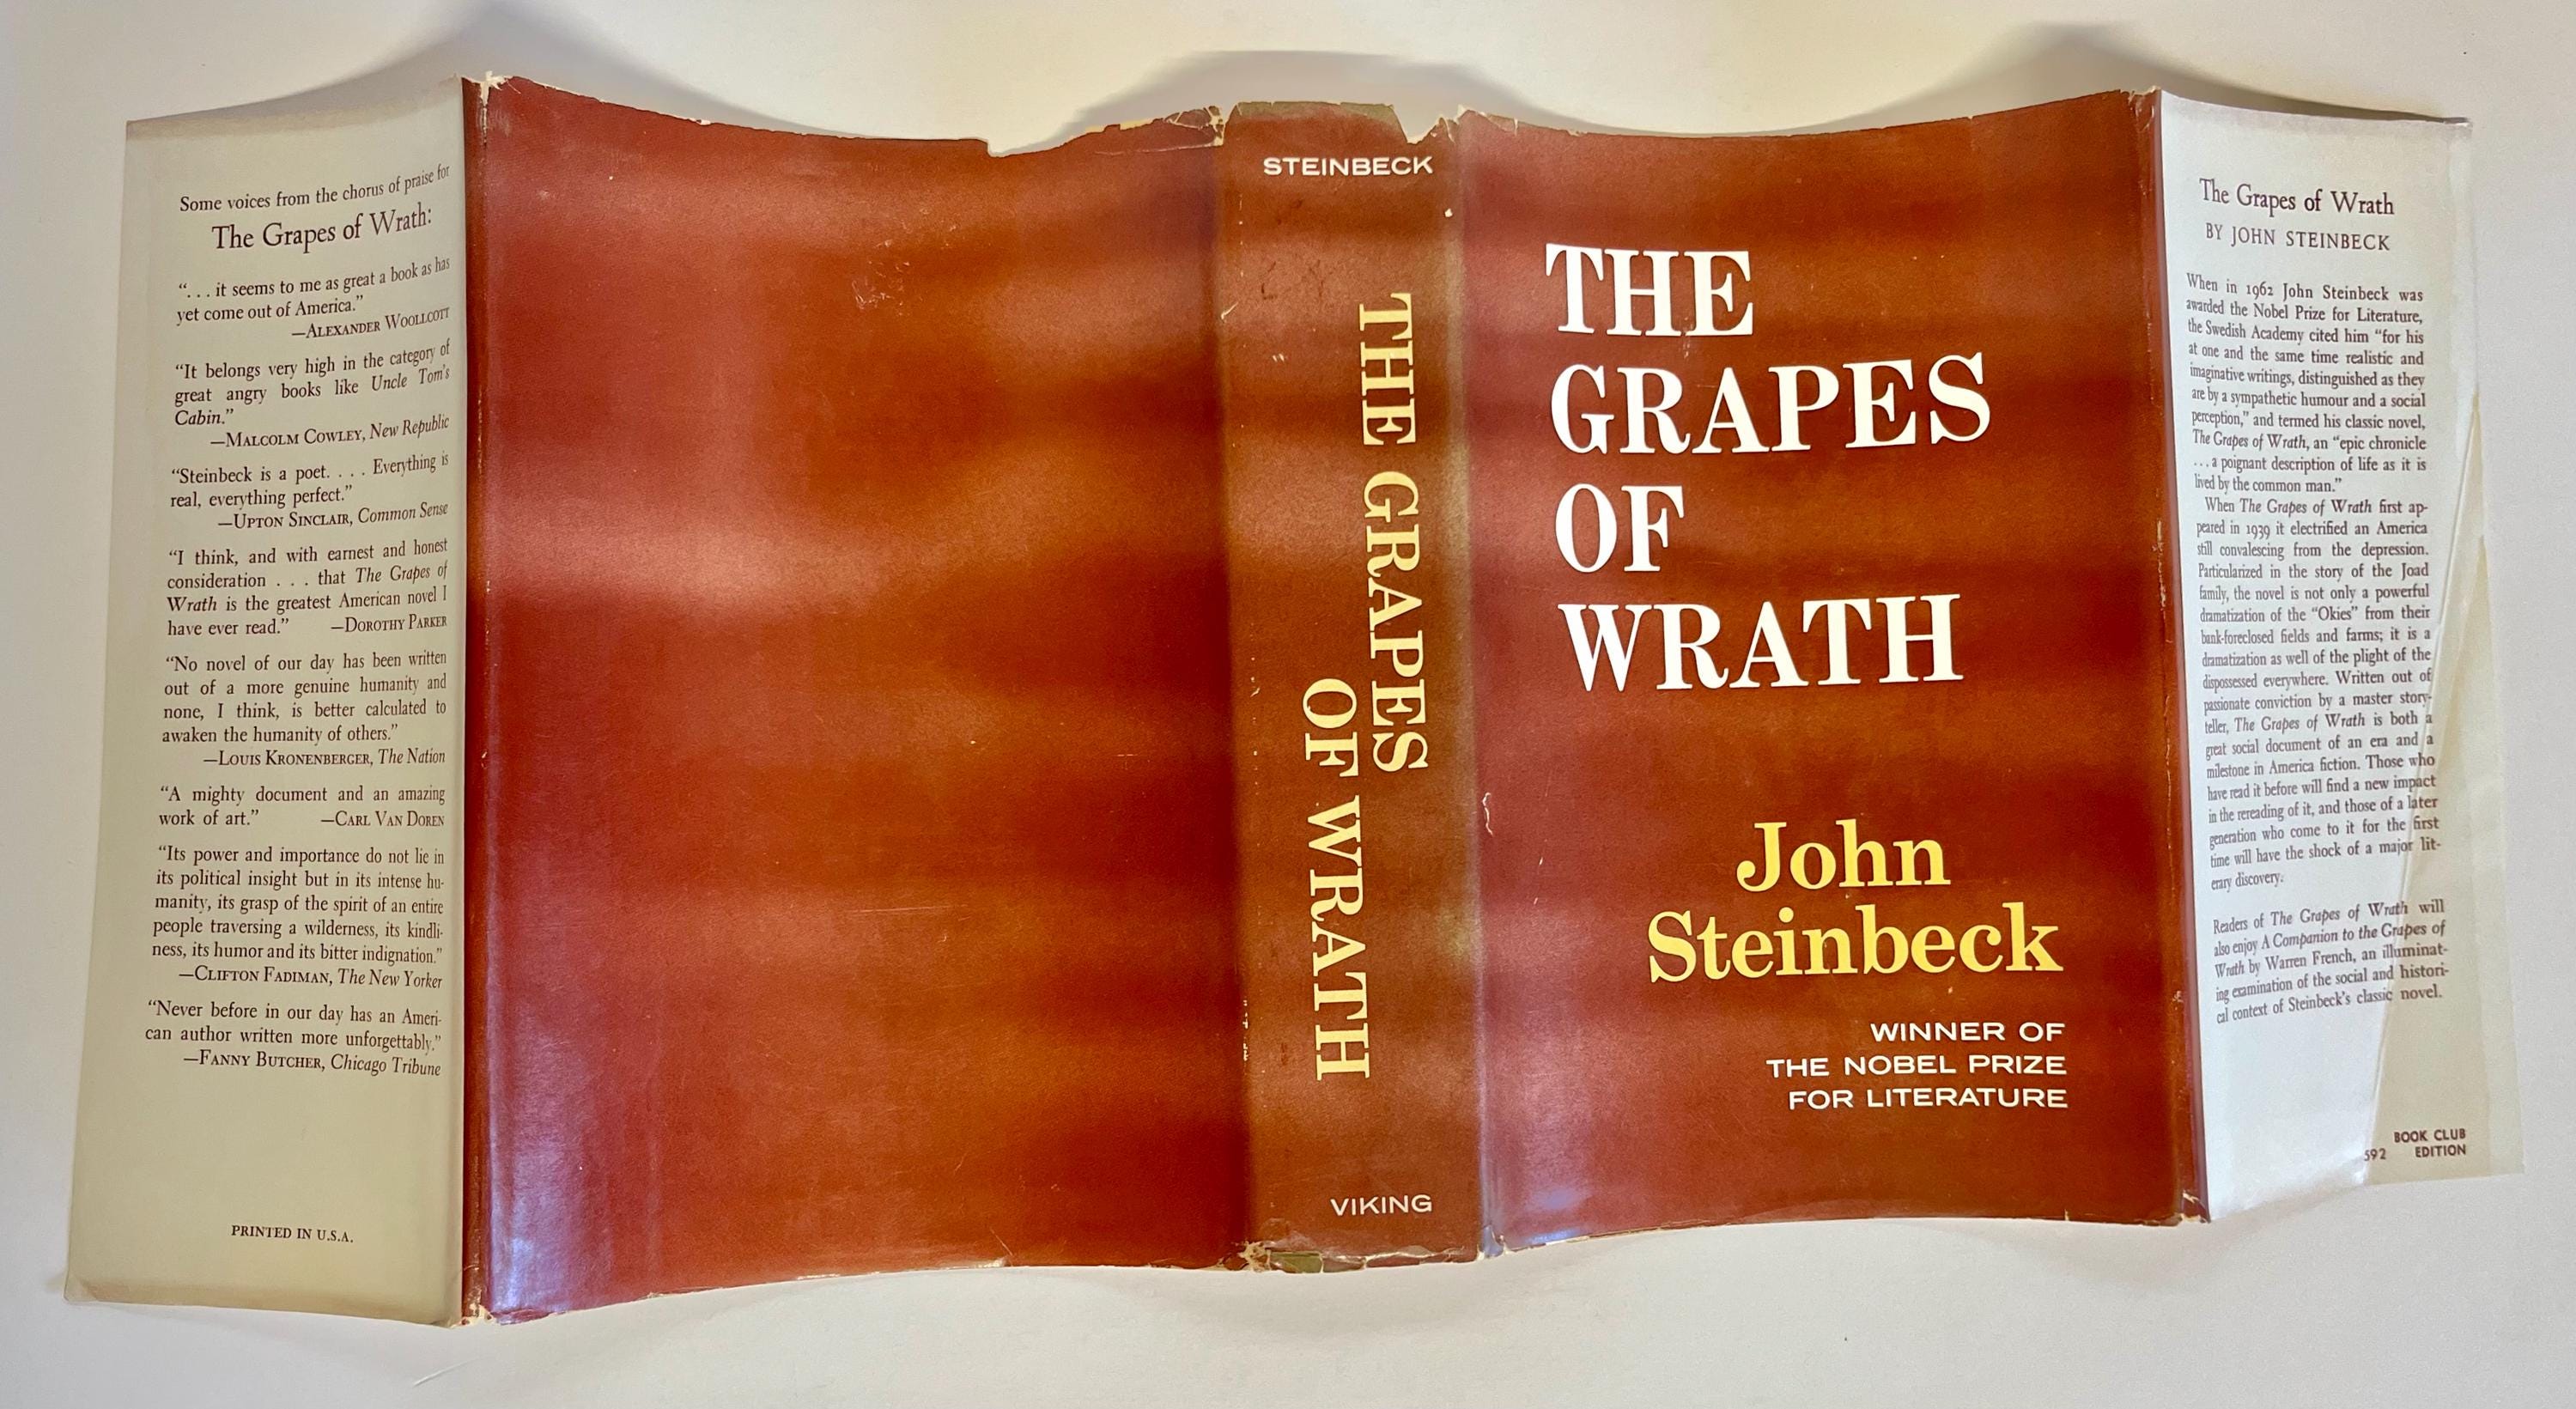 Some voices from the chorus of praise for
The Grapes of Wrath:
“. . . it seems to me as great a book as has
yet come out of America.”
—ALEXANDER WOOLLCOTT
“It belongs very high in the category of
great angry books like Uncle Tom's
Cabin.”
—MALCOLM COWLEY, New Republic
“Steinbeck is a poet. . . . Everything is
real, everything perfect.”
—UPTON SINCLAIR, Common Sense
“I think, and with earnest and honest
consideration . . . that The Grapes of
Wrath is the greatest American novel I
have ever read.” —DOROTHY PARKER
“No novel of our day has been written
out of a more genuine humanity and
none, I think, is better calculated to
awaken the humanity of others.”
—LOUIS KRONENBERGER, The Nation
“A mighty document and an amazing
work of art.” —CARL VAN DOREN
“Its power and importance do not lie in
its political insight but in its intense hu-
manity, its grasp of the spirit of an entire
people traversing a wilderness, its kindli-
ness, its humor and its bitter indignation.”
—CLIFTON FADIMAN, The New Yorker
“Never before in our day has an Ameri-
can author written more unforgettably.”
—FANNY BUTCHER, Chicago Tribune
PRINTED IN U.S.A.
STEINBECK
THE GRAPES
OF WRATH
VIKING
THE
GRAPES
OF
WRATH
John
Steinbeck
WINNER OF
THE NOBEL PRIZE
FOR LITERATURE
The Grapes of Wrath
BY JOHN STEINBECK
When in 1962 John Steinbeck was
awarded the Nobel Prize for Literature,
the Swedish Academy cited him “for his
at one and the same time realistic and
imaginative writings, distinguished as they
are by a sympathetic humour and a social
perception,” and termed his classic novel,
The Grapes of Wrath, an “epic chronicle
. . . a poignant description of life as it is
lived by the common man.”
When The Grapes of Wrath first ap-
peared in 1939 it electrified an America
still convalescing from the depression.
Particularized in the story of the Joad
family, the novel is not only a powerful
dramatization of the “Okies” from their
bank-foreclosed fields and farms; it is a
dramatization as well of the plight of the
dispossessed everywhere. Written out of
passionate conviction by a master story-
teller, The Grapes of Wrath is both a
great social document of an era and a
milestone in America fiction. Those who
have read it before will find a new impact
in the rereading of it, and those of a later
generation who come to it for the first
time will have the shock of a major lit-
erary discovery.
Readers of The Grapes of Wrath will
also enjoy A Companion to the Grapes of
Wrath by Warren French, an illuminat-
ing examination of the social and histori-
cal context of Steinbeck's classic novel.
BOOK CLUB
592 EDITION